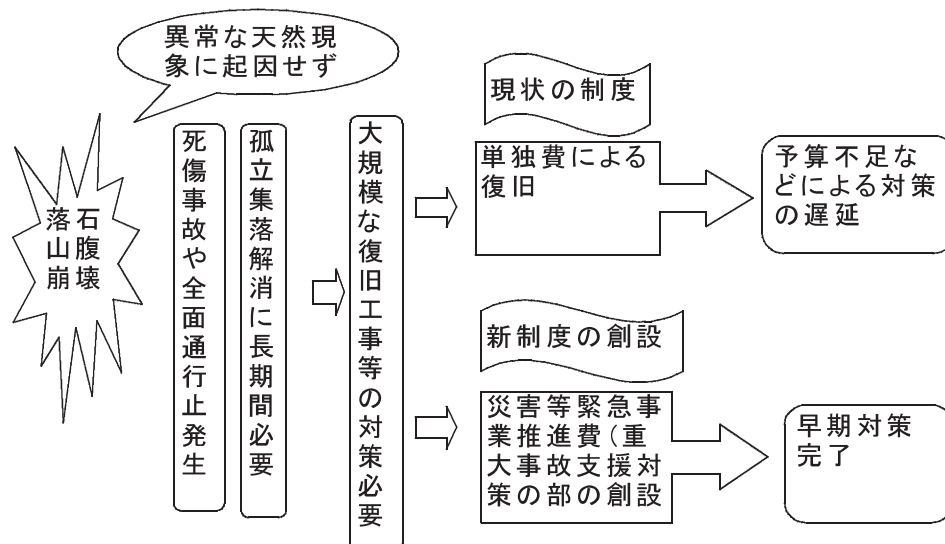 異常な天然現
象に起因せず
落石
山腹
崩壊
死傷事故や全面通行止発生
孤立集落解消に長期間必要
大規模な復旧工事等の対策必要
現状の制度
単独費による
復旧
予算不足な
どによる対策
の遅延
新制度の創設
災害等緊急事
業推進費(重
大事故支援対
策の部の創設
早期対策
完了